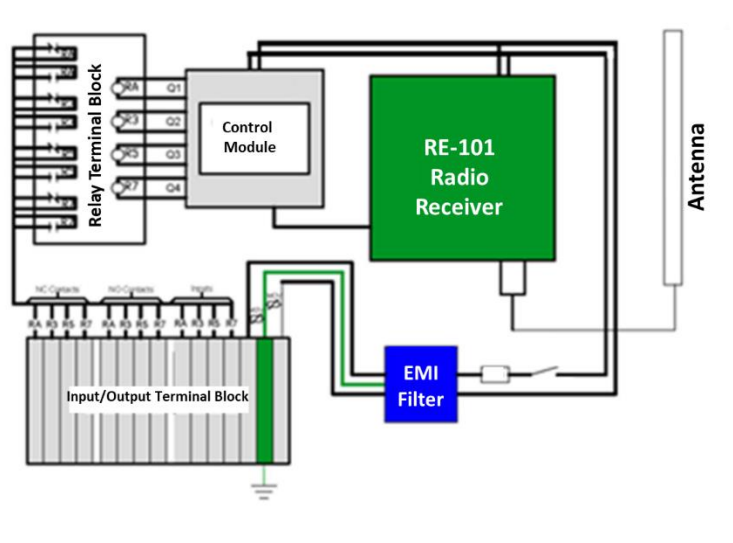 Relay Terminal Block
RA
Q1
R3
Q2
R5
Q3
R7
Q4
Control
Module
RE-101
Radio
Receiver
Antenna
NC Contacts
NO Contacts
Inputs
RA R3 R5 R7
RA R3 R5 R7
RA R3 R5 R7
Input/Output Terminal Block
EMI
Filter